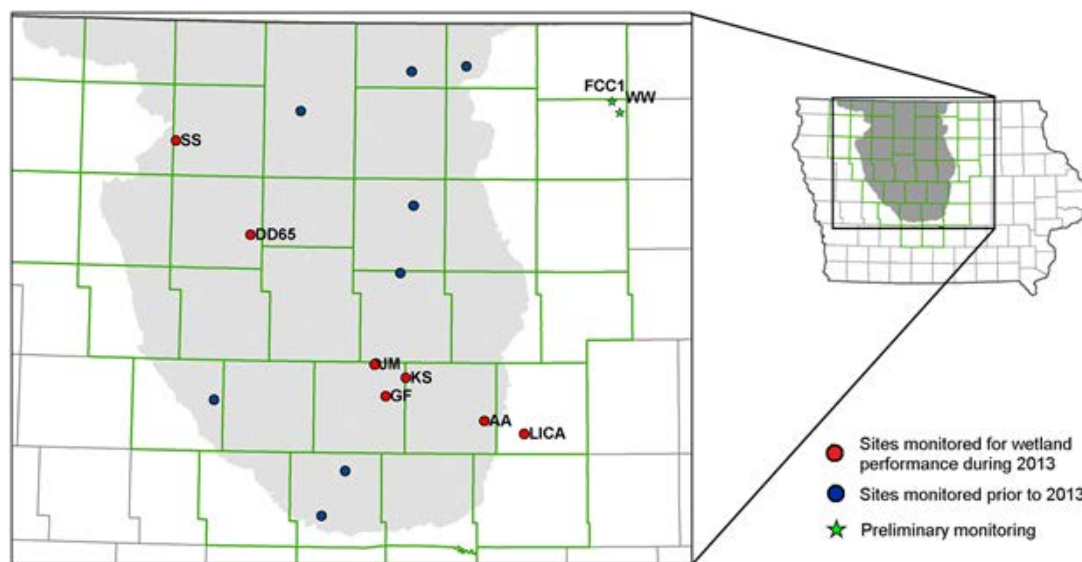 FCC1
WW
SS
DD65
JM
KS
GF
AA
LICA
Sites monitored for wetland
performance during 2013
Sites monitored prior to 2013
Preliminary monitoring